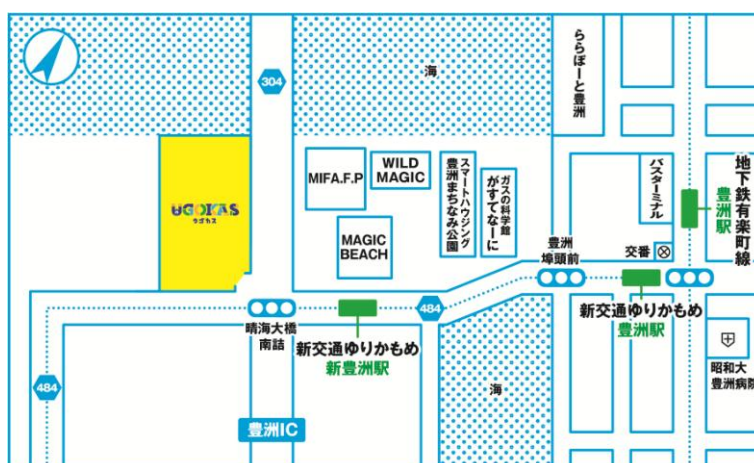 304
海
ららぽーと豊洲
MIFA.F.P
WILD
MAGIC
MAGIC
BEACH
スマートハウジング
豊洲まちなみ公園
ガスの科学館
がすてなーに
バスターミナル
地下鉄有楽町線
豊洲駅
UGOKAS
ウゴカス
豊洲
埠頭前
交番
晴海大橋
南詰
新交通ゆりかもめ
新豊洲駅
484
新交通ゆりかもめ
豊洲駅
昭和大
豊洲病院
484
海
豊洲IC